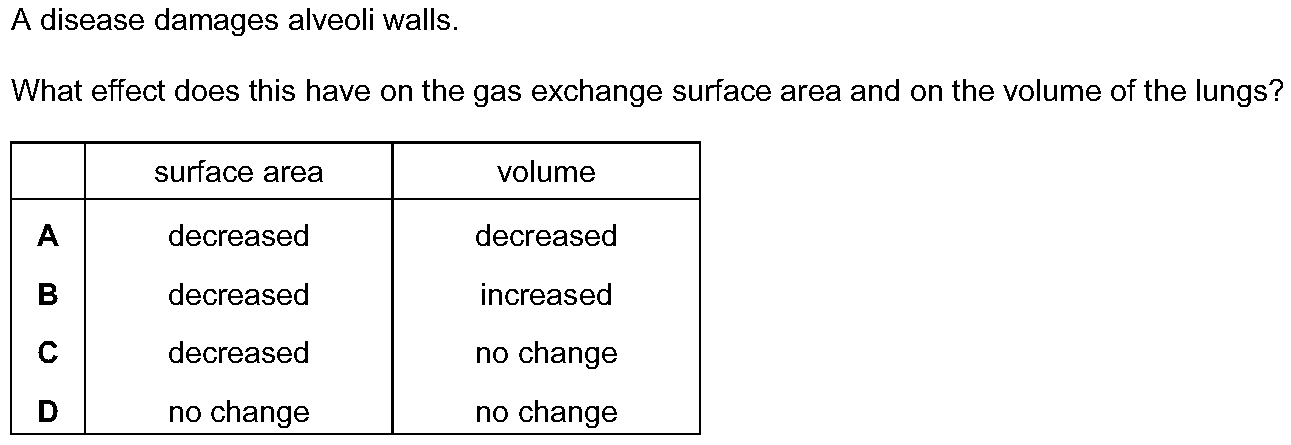 A disease damages alveoli walls.
What effect does this have on the gas exchange surface area and on the volume of the lungs?
surface area volume
A decreased decreased
B decreased increased
C decreased no change
D no change no change